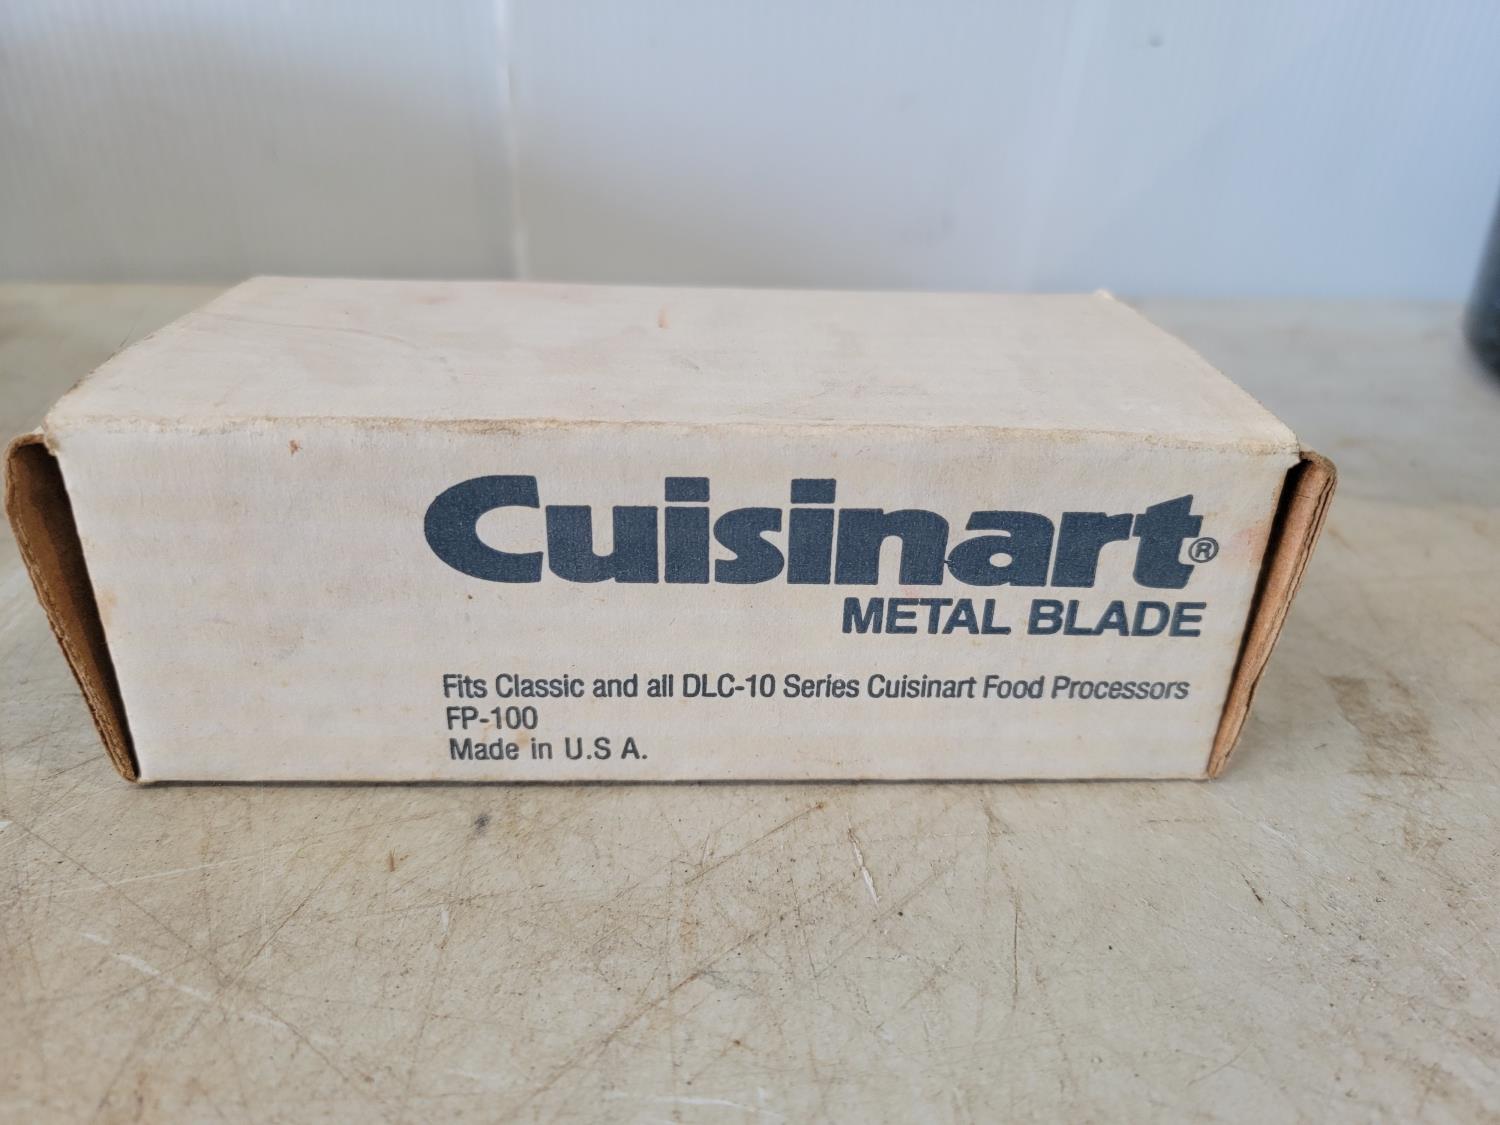 Cuisinart®
METAL BLADE
Fits Classic and all DLC-10 Series Cuisinart Food Processors
FP-100
Made in U.S A.